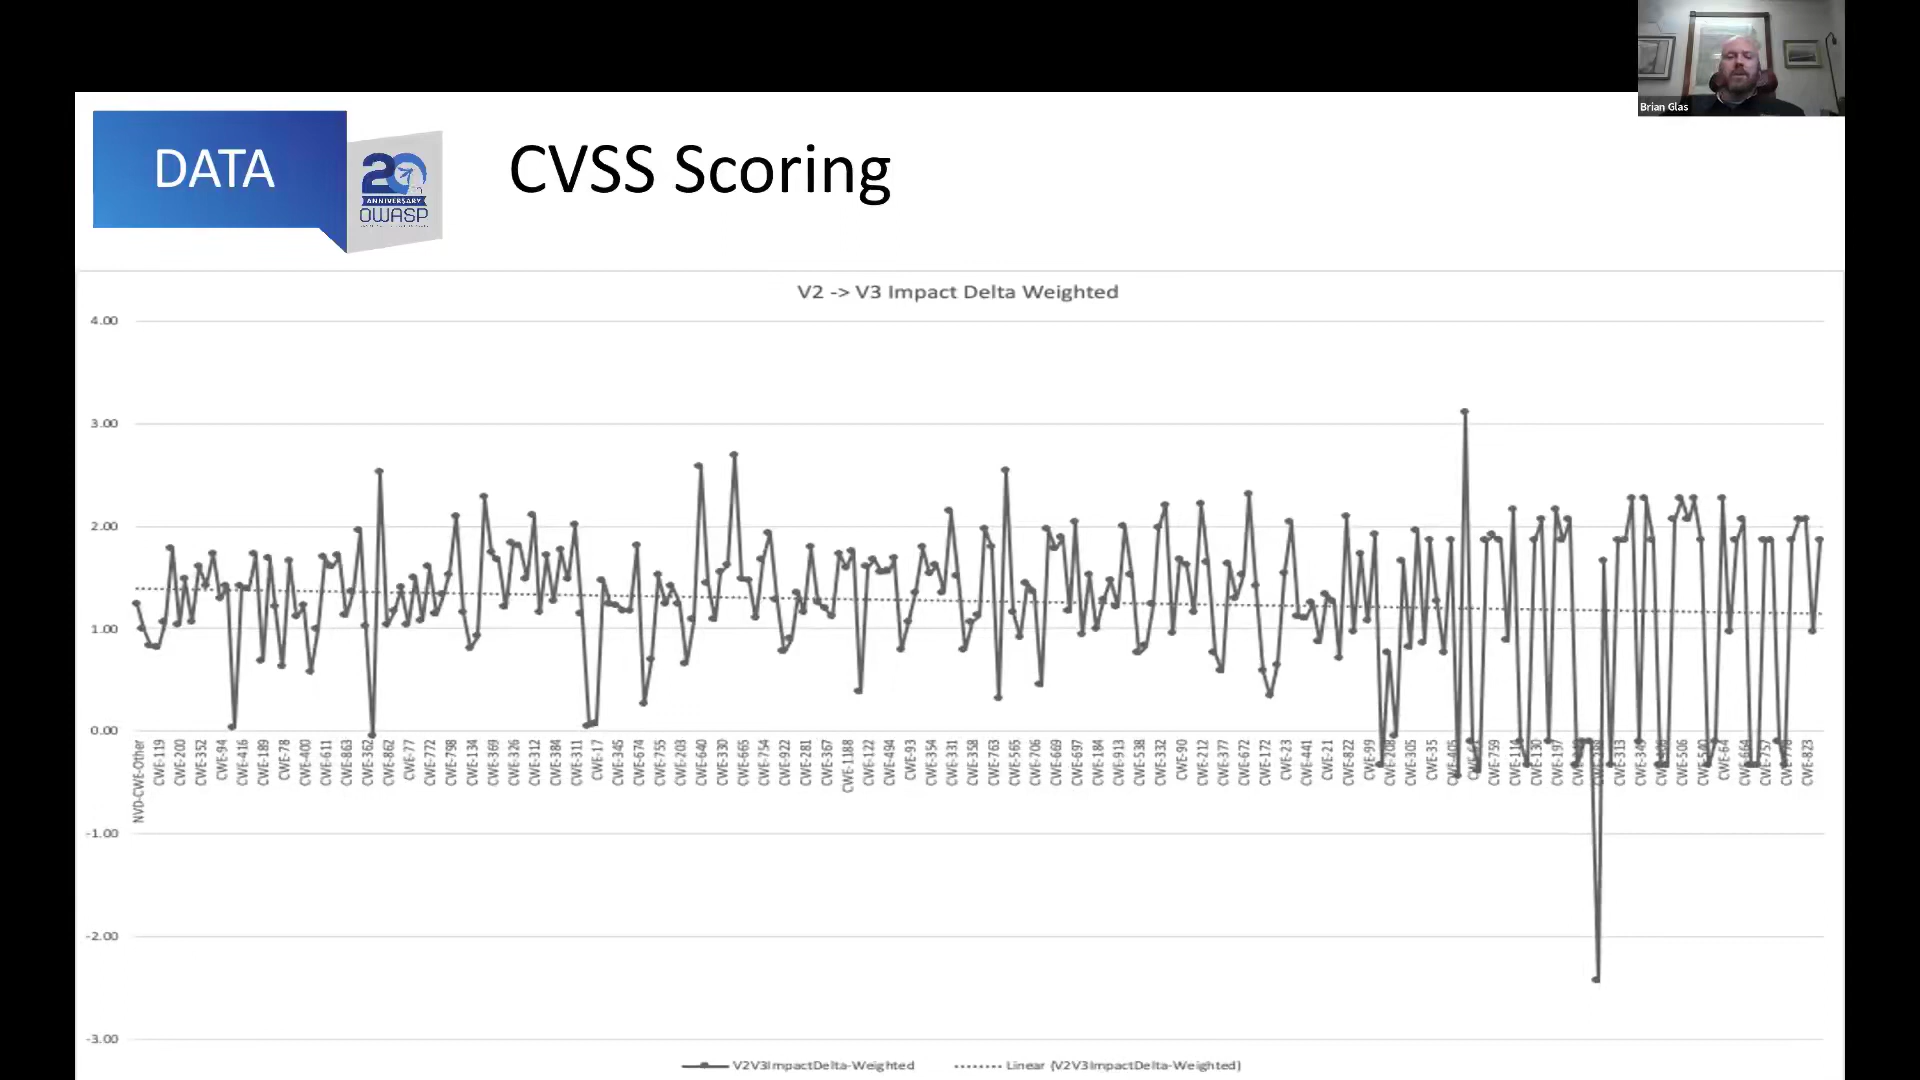 Brian Glas
DATA
20
ANNIVERSARY
OWASP
CVSS Scoring
V2 -> V3 Impact Delta Weighted
4.00
3.00
2.00
1.00
0.00
-1.00
-2.00
-3.00
NVD-CWE-Other
CWE-119
CWE-200
CWE-352
CWE-94
CWE-416
CWE-189
CWE-78
CWE-400
CWE-611
CWE-863
CWE-362
CWE-862
CWE-77
CWE-772
CWE-798
CWE-134
CWE-369
CWE-326
CWE-312
CWE-384
CWE-311
CWE-17
CWE-345
CWE-674
CWE-755
CWE-203
CWE-640
CWE-330
CWE-665
CWE-754
CWE-922
CWE-281
CWE-367
CWE-1188
CWE-122
CWE-494
CWE-93
CWE-354
CWE-331
CWE-358
CWE-763
CWE-565
CWE-706
CWE-669
CWE-697
CWE-184
CWE-913
CWE-538
CWE-332
CWE-90
CWE-212
CWE-377
CWE-672
CWE-172
CWE-23
CWE-441
CWE-21
CWE-822
CWE-99
CWE-208
CWE-305
CWE-35
CWE-405
CWE-759
CWE-130
CWE-197
CWE-313
CWE-506
CWE-64
CWE-664
CWE-757
CWE-823
V2V3ImpactDelta-Weighted
Linear (V2V3ImpactDelta-Weighted)